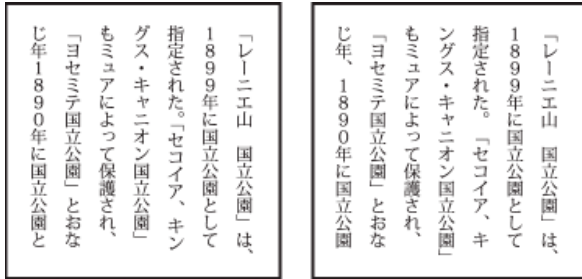 「レーニエ山　国立公園」は、
1899年に国立公園として
指定された。「セコイア、キン
グス・キャニオン国立公園」
もミュアによって保護され、
「ヨセミテ国立公園」とおな
じ年1890年に国立公園と
「レーニエ山　国立公園」は、
1899年に国立公園として
指定された。　「セコイア、キ
ングス・キャニオン国立公園」
もミュアによって保護され、
「ヨセミテ国立公園」とおな
じ年、1890年に国立公園